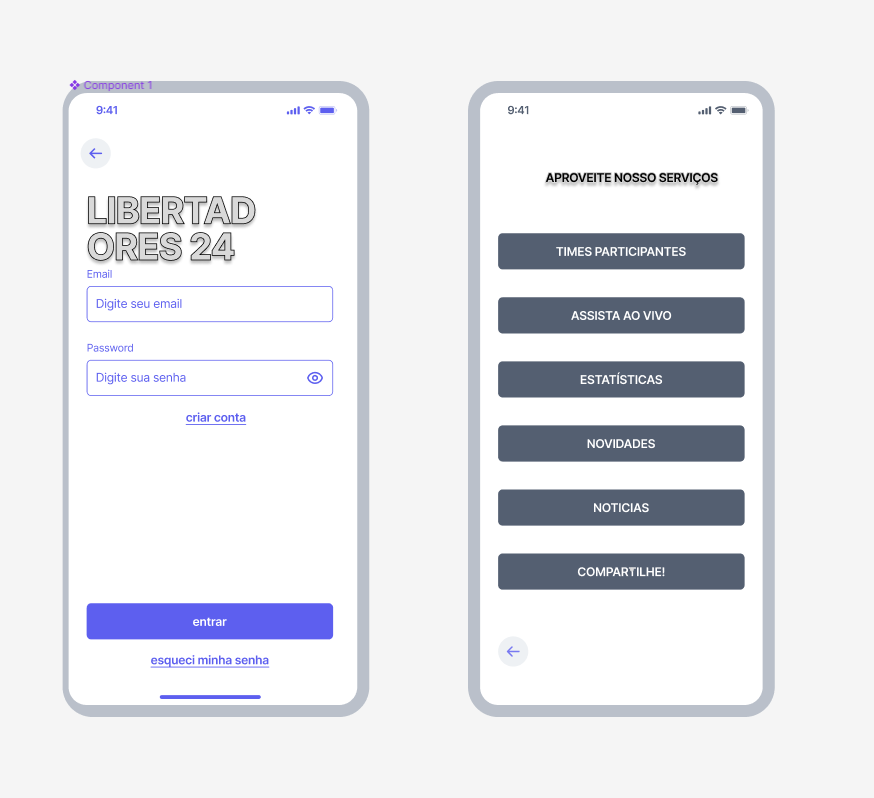 Component 1
9:41
LIBERTAD
ORES 24
Email
Digite seu email
Password
Digite sua senha
criar conta
entrar
esqueci minha senha
9:41
APROVEITE NOSSO SERVIÇOS
TIMES PARTICIPANTES
ASSISTA AO VIVO
ESTATÍSTICAS
NOVIDADES
NOTICIAS
COMPARTILHE!